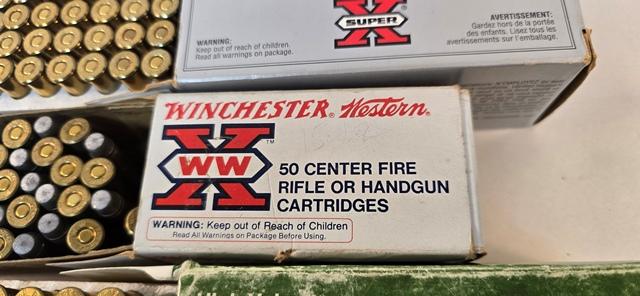 SUPER
X
WARNING:
Keep out of reach of children.
Read all warnings on package.
AVERTISSEMENT:
Gardez hors de la portée
des enfants. Lisez tous les
avertissements sur l'emballage.
WINCHESTER® Western®
X
WW
™
50 CENTER FIRE
RIFLE OR HANDGUN
CARTRIDGES
WARNING: Keep out of Reach of Children
Read All Warnings on Package Before Using.